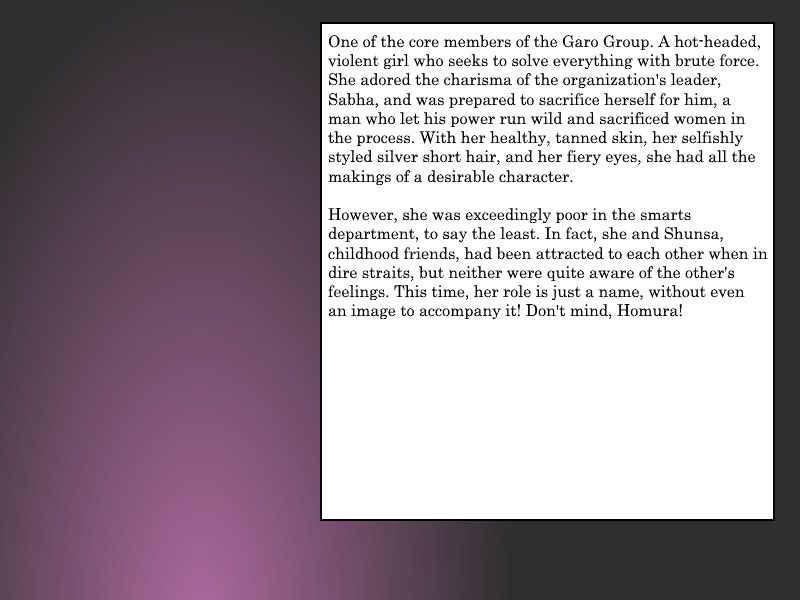 One of the core members of the Garo Group. A hot-headed,
violent girl who seeks to solve everything with brute force.
She adored the charisma of the organization's leader,
Sabha, and was prepared to sacrifice herself for him, a
man who let his power run wild and sacrificed women in
the process. With her healthy, tanned skin, her selfishly
styled silver short hair, and her fiery eyes, she had all the
makings of a desirable character.

However, she was exceedingly poor in the smarts
department, to say the least. In fact, she and Shunsa,
childhood friends, had been attracted to each other when in
dire straits, but neither were quite aware of the other's
feelings. This time, her role is just a name, without even
an image to accompany it! Don't mind, Homura!